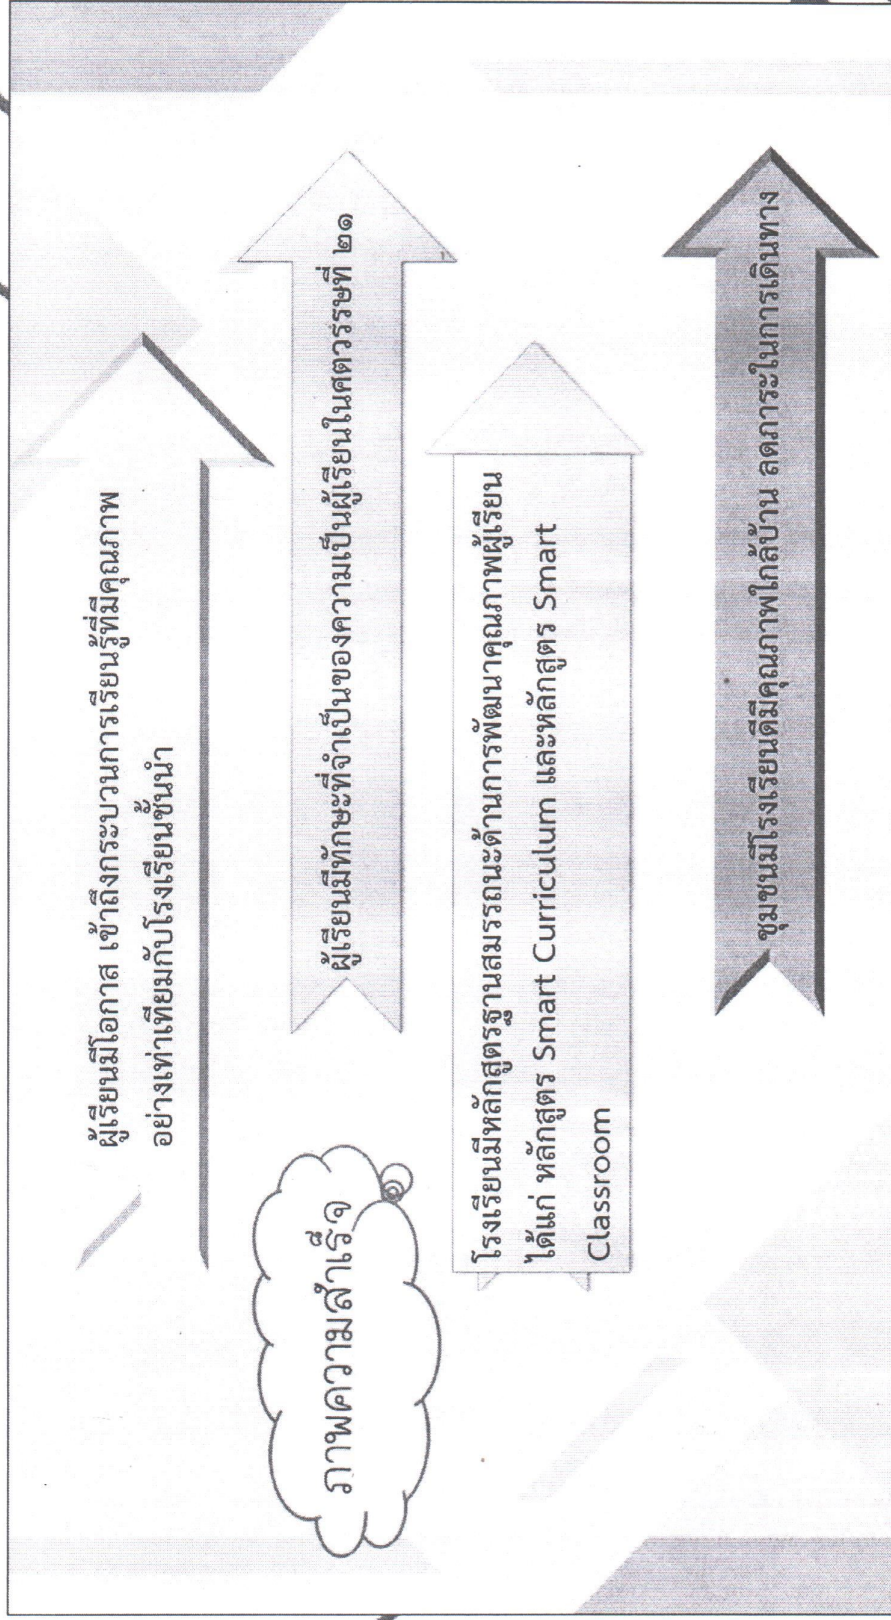 ภาพความสำเร็จ
ผู้เรียนมีโอกาส เข้าถึงกระบวนการเรียนรู้ที่มีคุณภาพ
อย่างเท่าเทียมกับโรงเรียนชั้นนำ
ผู้เรียนมีทักษะที่จำเป็นของความเป็นผู้เรียนในศตวรรษที่ ๒๑
โรงเรียนมีหลักสูตรฐานสมรรถนะด้านการพัฒนาคุณภาพผู้เรียน
ได้แก่ หลักสูตร Smart Curriculum และหลักสูตร Smart
Classroom
ชุมชนมีโรงเรียนดีมีคุณภาพใกล้บ้าน ลดภาระในการเดินทาง